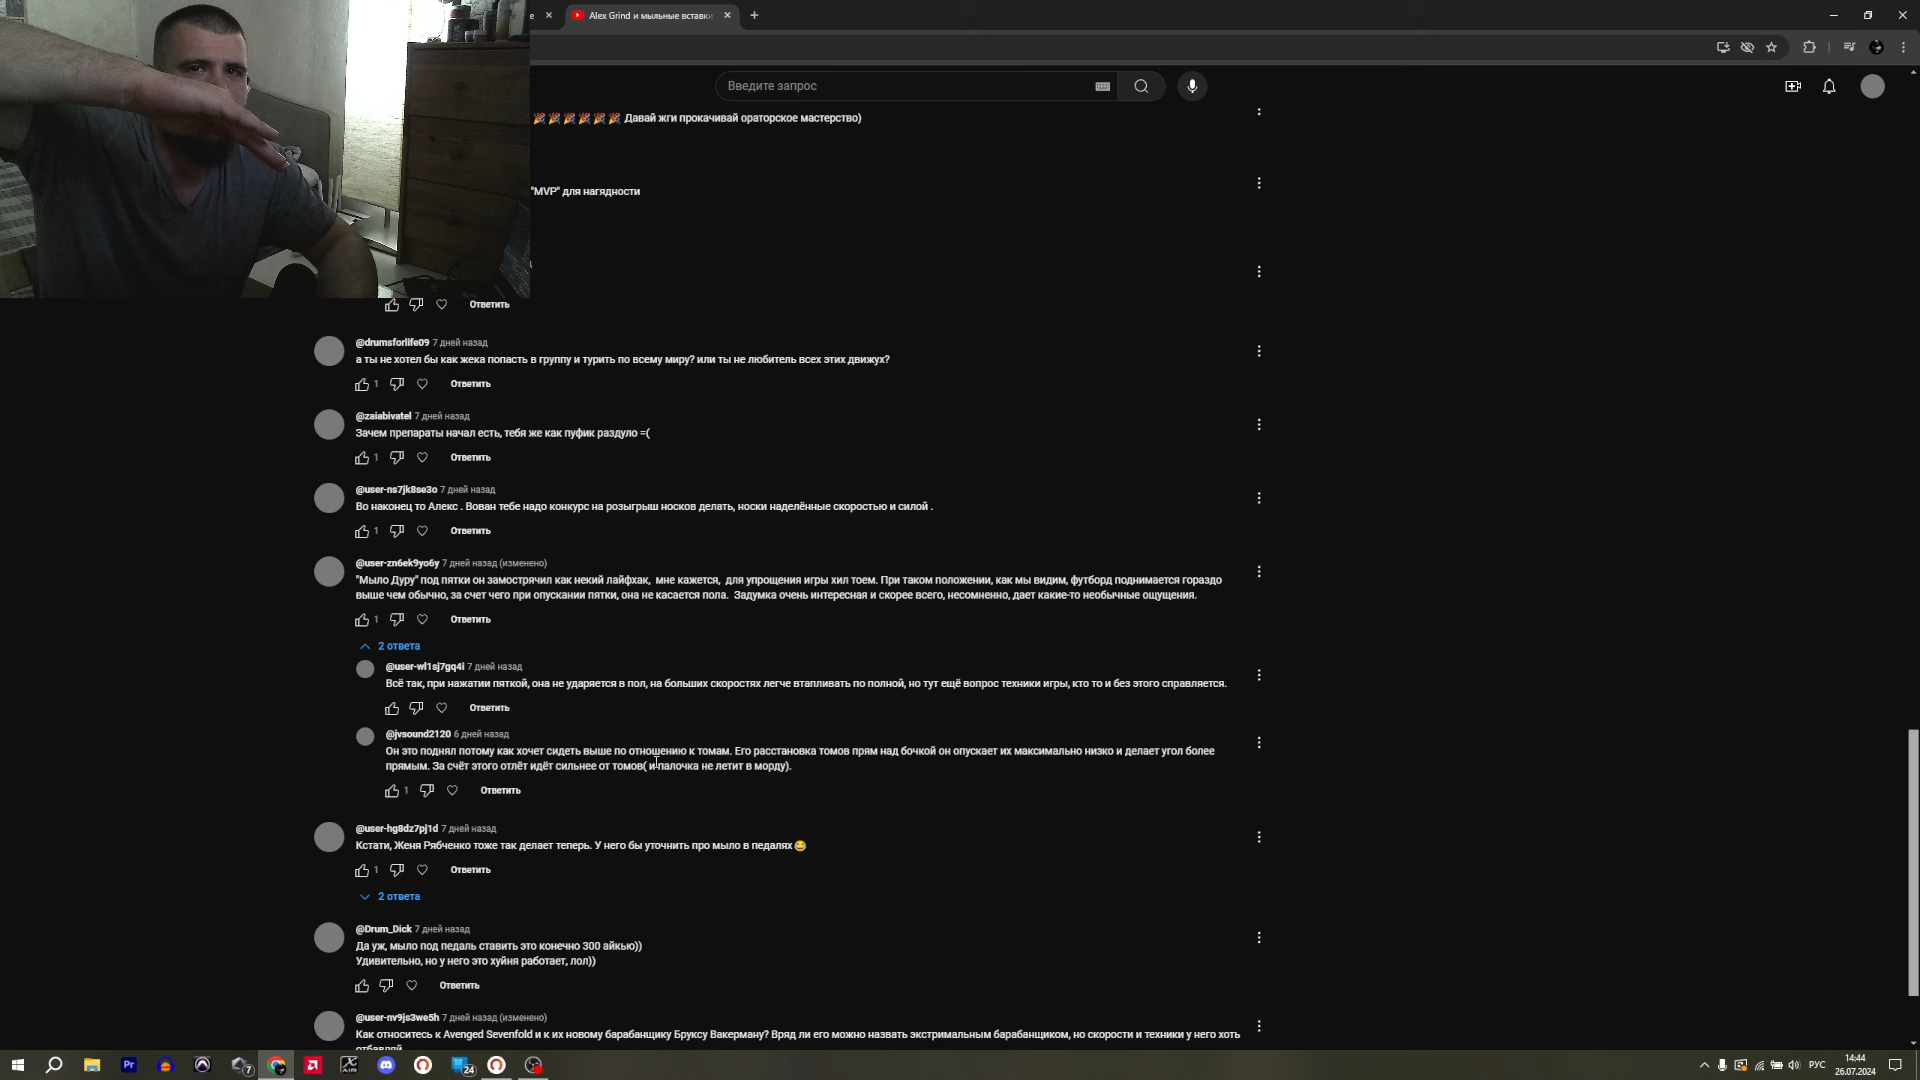 e
Alex Grind и мыльные вставки
Введите запрос
🎉🎉🎉🎉🎉🎉 Давай жги прокачивай ораторское мастерство)
"MVP" для нагядности
Ответить
@drumsforlife09 7 дней назад
а ты не хотел бы как жека попасть в группу и турить по всему миру? или ты не любитель всех этих движух?
1 Ответить
@zaiabivatel 7 дней назад
Зачем препараты начал есть, тебя же как пуфик раздуло =(
1 Ответить
@user-ns7jk8se3o 7 дней назад
Во наконец то Алекс . Вован тебе надо конкурс на розыгрыш носков делать, носки наделённые скоростью и силой .
1 Ответить
@user-zn6ek9yo6y 7 дней назад (изменено)
"Мыло Дуру" под пятки он замострячил как некий лайфхак, мне кажется, для упрощения игры хил тоем. При таком положении, как мы видим, футборд поднимается гораздо
выше чем обычно, за счет чего при опускании пятки, она не касается пола. Задумка очень интересная и скорее всего, несомненно, дает какие-то необычные ощущения.
1 Ответить
2 ответа
@user-wl1sj7gq4i 7 дней назад
Всё так, при нажатии пяткой, она не ударяется в пол, на больших скоростях легче втапливать по полной, но тут ещё вопрос техники игры, кто то и без этого справляется.
Ответить
@jvsound2120 6 дней назад
Он это поднял потому как хочет сидеть выше по отношению к томам. Его расстановка томов прям над бочкой он опускает их максимально низко и делает угол более
прямым. За счёт этого отлёт идёт сильнее от томов( и палочка не летит в морду).
1 Ответить
@user-hg8dz7pj1d 7 дней назад
Кстати, Женя Рябченко тоже так делает теперь. У него бы уточнить про мыло в педалях 😂
1 Ответить
2 ответа
@Drum_Dick 7 дней назад
Да уж, мыло под педаль ставить это конечно 300 айкью))
Удивительно, но у него это хуйня работает, лол))
Ответить
@user-nv9js3we5h 7 дней назад (изменено)
Как относитесь к Avenged Sevenfold и к их новому барабанщику Бруксу Вакерману? Вряд ли его можно назвать экстримальным барабанщиком, но скорости и техники у него хоть
отбавляй
Pr
7
24
РУС
14:44
26.07.2024